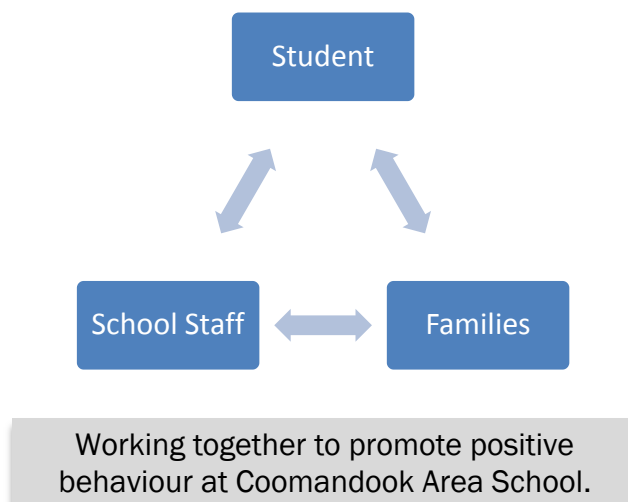 Student
School Staff
Families
Working together to promote positive
behaviour at Coomandook Area School.